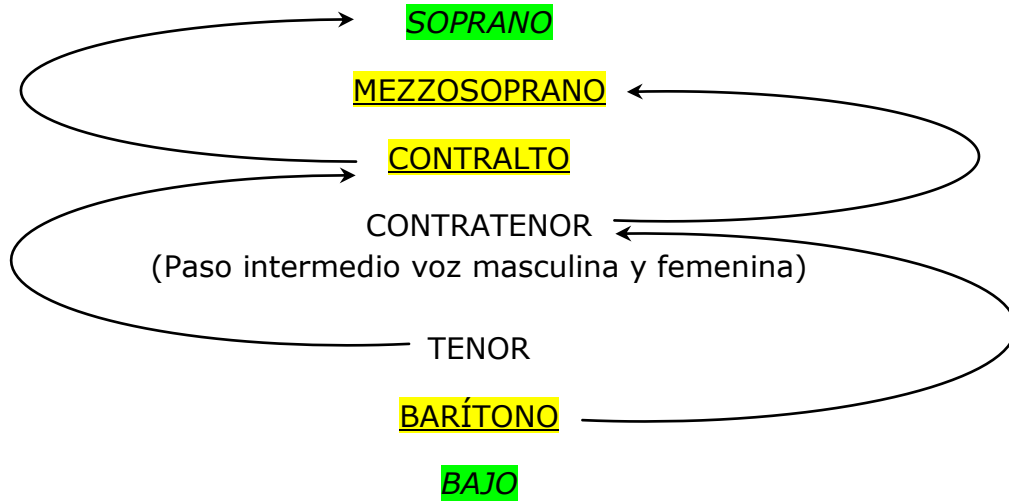 SOPRANO
MEZZOSOPRANO
CONTRALTO
CONTRATENOR
(Paso intermedio voz masculina y femenina)
TENOR
BARÍTONO
BAJO